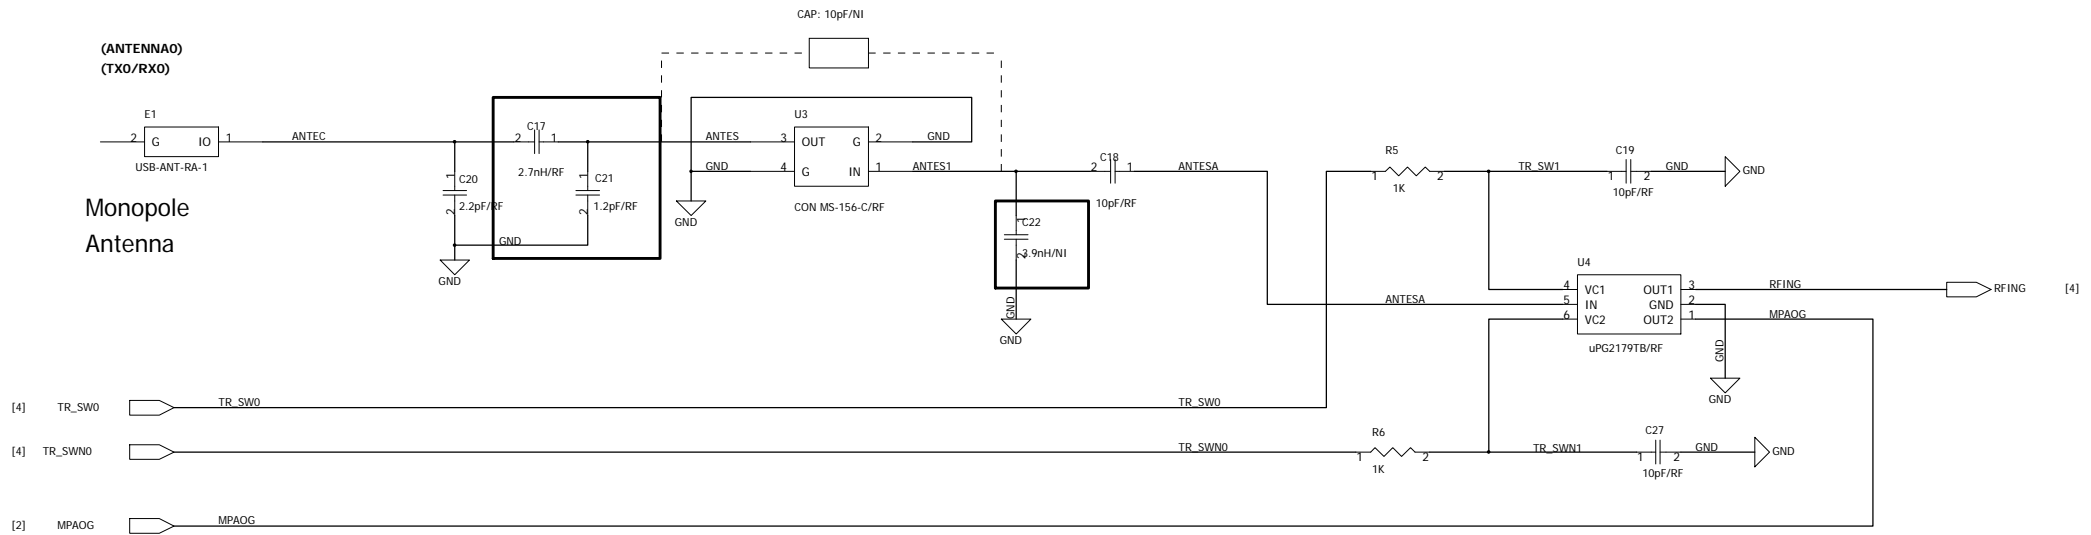 CAP: 10pF/NI
(ANTENNA0)
(TX0/RX0)
E1
2 G IO 1
USB-ANT-RA-1
ANTEC
Monopole
Antenna
C20
1
2
2.2pF/RF
GND
C17
2 1
2.7nH/RF
C21
1
2
1.2pF/RF
GND
ANTES
GND
GND
U3
3 OUT G 2
4 G IN 1
CON MS-156-C/RF
GND
ANTES1
C22
1
2
3.9nH/NI
GND
GND
C18
2 1
10pF/RF
ANTESA
R5
1 2
1K
TR_SW1
C19
1 2
10pF/RF
GND
GND
ANTESA
U4
4 VC1 OUT1 3
5 IN GND 2
6 VC2 OUT2 1
uPG2179TB/RF
RFING
RFING [4]
MPAOG
GND
GND
[4] TR_SW0
TR_SW0
TR_SW0
[4] TR_SWN0
TR_SWN0
R6
1 2
1K
TR_SWN1
C27
1 2
10pF/RF
GND
GND
[2] MPAOG
MPAOG